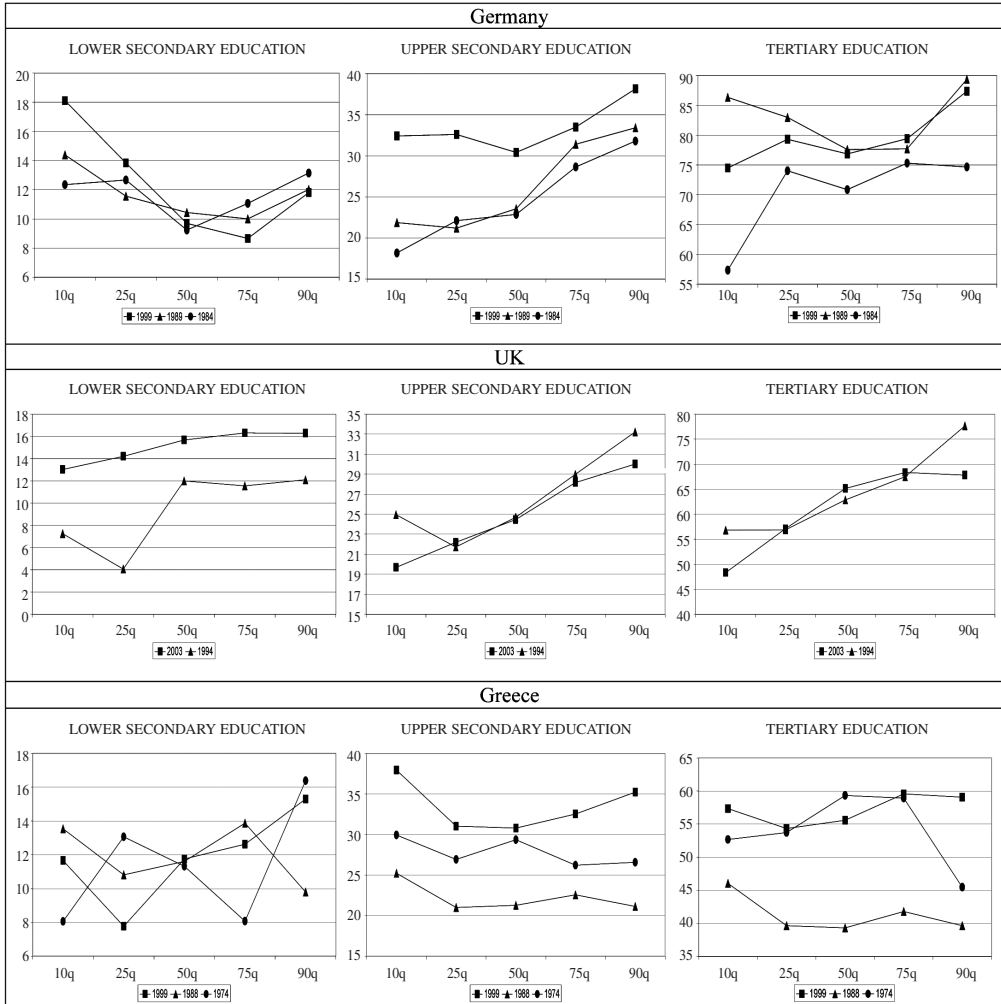 Germany
LOWER SECONDARY EDUCATION
20
18
16
14
12
10
8
6
10q 25q 50q 75q 90q
1999 1989 1984
UPPER SECONDARY EDUCATION
40
35
30
25
20
15
10q 25q 50q 75q 90q
1999 1989 1984
TERTIARY EDUCATION
90
85
80
75
70
65
60
55
10q 25q 50q 75q 90q
1999 1989 1984
UK
LOWER SECONDARY EDUCATION
18
16
14
12
10
8
6
4
2
0
10q 25q 50q 75q 90q
2003 1994
UPPER SECONDARY EDUCATION
35
33
31
29
27
25
23
21
19
17
15
10q 25q 50q 75q 90q
2003 1994
TERTIARY EDUCATION
80
75
70
65
60
55
50
45
40
10q 25q 50q 75q 90q
2003 1994
Greece
LOWER SECONDARY EDUCATION
18
16
14
12
10
8
6
10q 25q 50q 75q 90q
1999 1988 1974
UPPER SECONDARY EDUCATION
40
35
30
25
20
15
10q 25q 50q 75q 90q
1999 1988 1974
TERTIARY EDUCATION
65
60
55
50
45
40
35
10q 25q 50q 75q 90q
1999 1988 1974